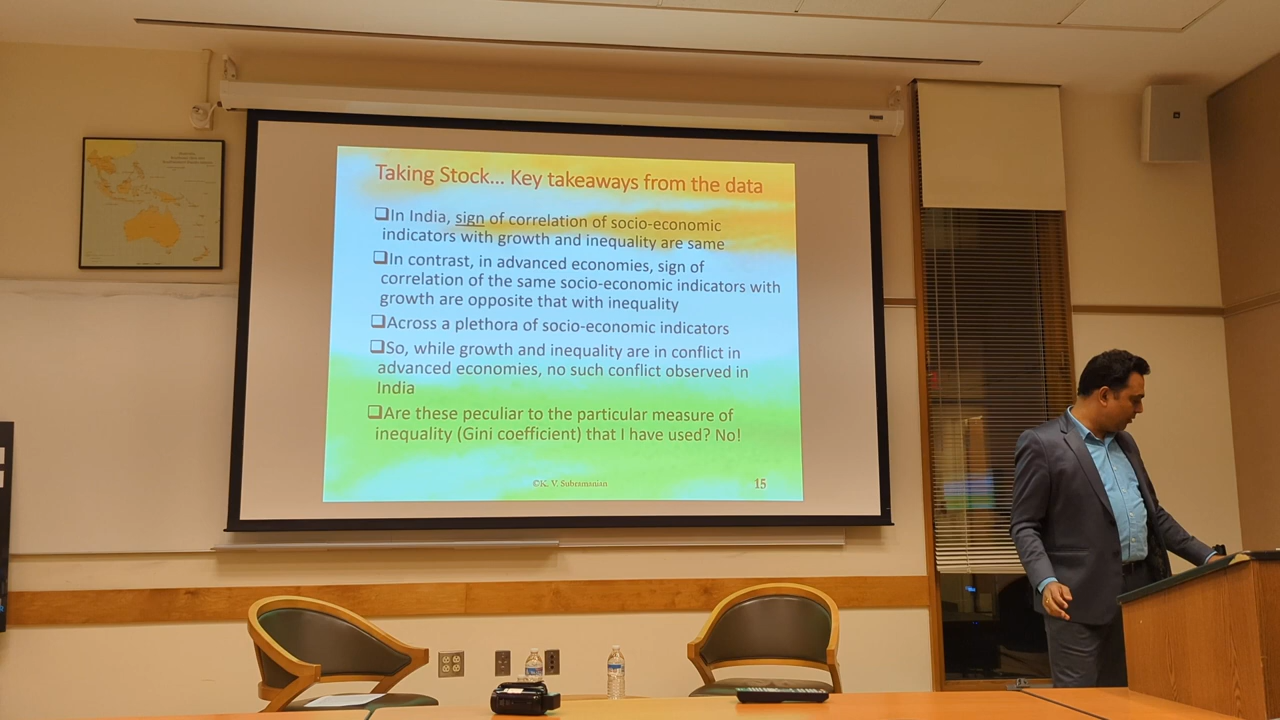 Taking Stock... Key takeaways from the data
❑In India, sign of correlation of socio-economic
indicators with growth and inequality are same
❑In contrast, in advanced economies, sign of
correlation of the same socio-economic indicators with
growth are opposite that with inequality
❑Across a plethora of socio-economic indicators
❑So, while growth and inequality are in conflict in
advanced economies, no such conflict observed in
India
❑Are these peculiar to the particular measure of
inequality (Gini coefficient) that I have used? No!
©K. V. Subramanian
15